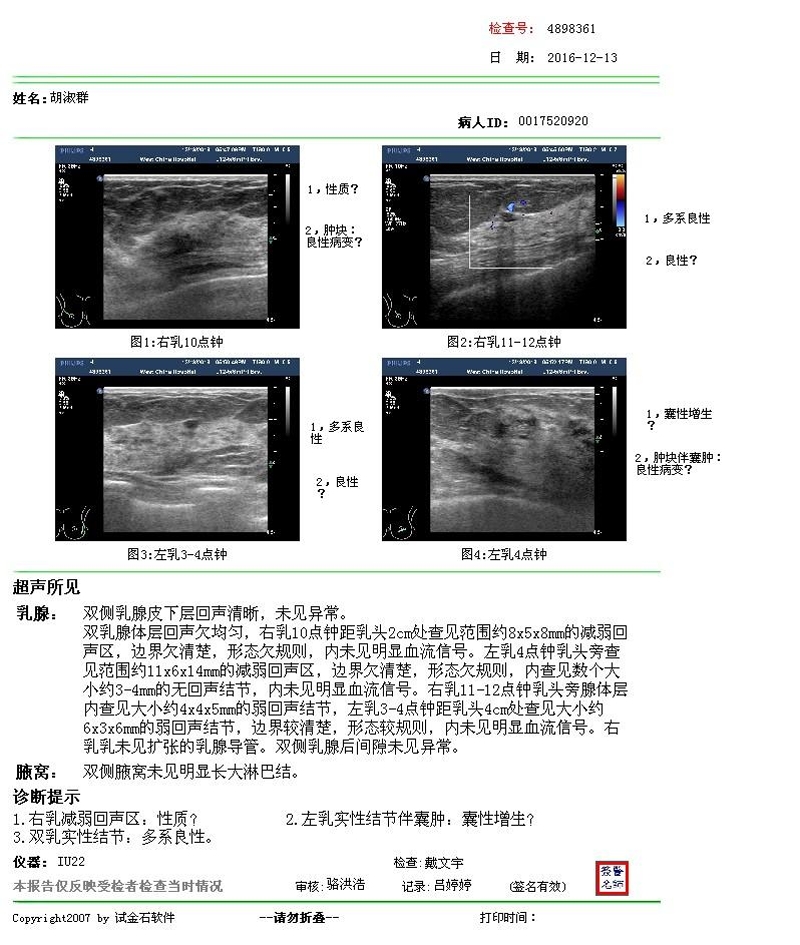 检查号： 4898361
日　期： 2016-12-13
姓名：胡淑群
病人ID： 0017520920
PHILIPS
4898361 West China Hospital
1，性质？
2，肿块：
良性病变？
图1:右乳10点钟
PHILIPS
4898361 West China Hospital
1，多系良性
2，良性？
图2:右乳11-12点钟
PHILIPS
4898361 West China Hospital
1，多系良
性
2，良性
？
图3:左乳3-4点钟
PHILIPS
4898361 West China Hospital
1，囊性增生
？
2，肿块伴囊肿：
良性病变？
图4:左乳4点钟
超声所见
乳腺： 双侧乳腺皮下层回声清晰，未见异常。
双乳腺体层回声欠均匀，右乳10点钟距乳头2cm处查见范围约8x5x8mm的减弱回
声区，边界欠清楚，形态欠规则，内未见明显血流信号。左乳4点钟乳头旁查
见范围约11x6x14mm的减弱回声区，边界欠清楚，形态欠规则，内查见数个大
小约3-4mm的无回声结节，内未见明显血流信号。右乳11-12点钟乳头旁腺体层
内查见大小约4x4x5mm的弱回声结节，左乳3-4点钟距乳头4cm处查见大小约
6x3x6mm的弱回声结节，边界较清楚，形态较规则，内未见明显血流信号。右
乳乳未见扩张的乳腺导管。双侧乳腺后间隙未见异常。
腋窝： 双侧腋窝未见明显长大淋巴结。
诊断提示
1.右乳减弱回声区：性质？ 2.左乳实性结节伴囊肿：囊性增生？
3.双乳实性结节：多系良性。
仪器： IU22 检查:戴文宇
本报告仅反映受检者检查当时情况 审核:骆洪浩 记录:吕婷婷 (签名有效)
Copyright2007 by 试金石软件 --请勿折叠-- 打印时间：